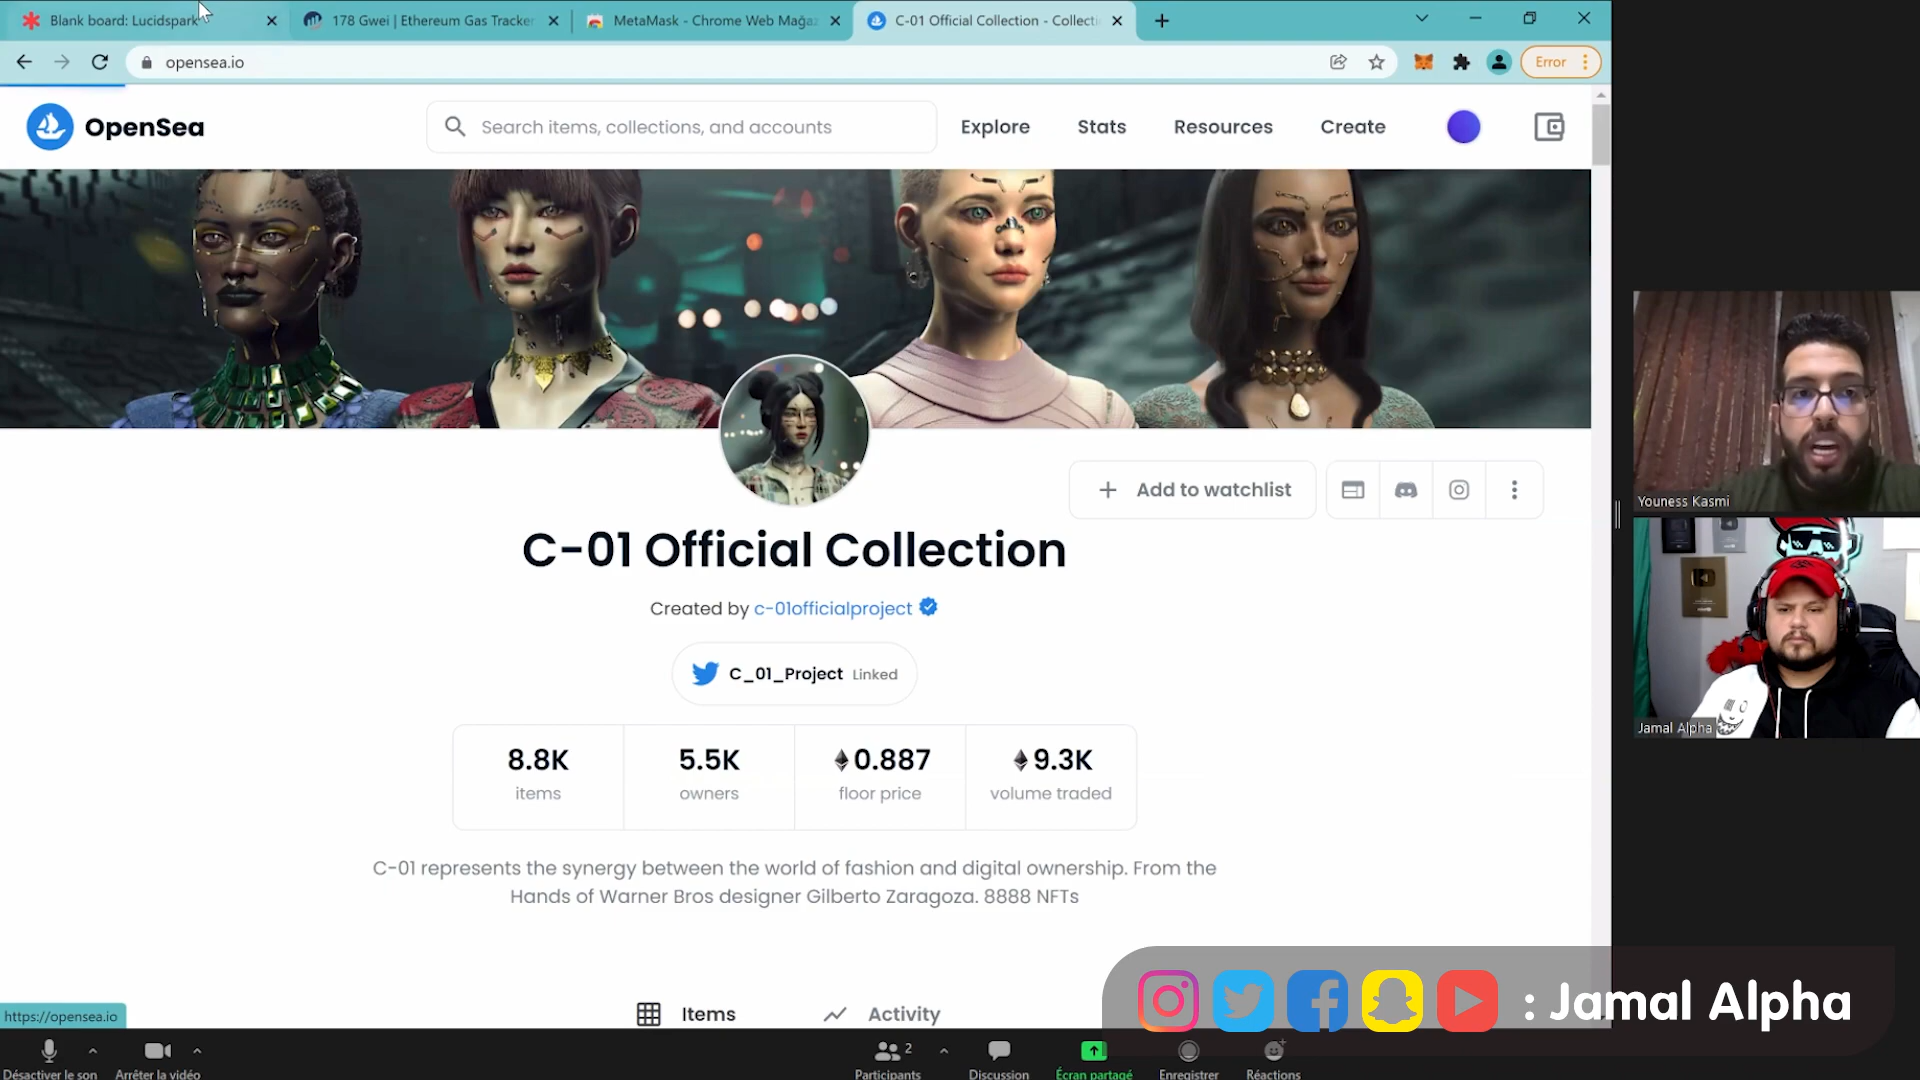 Blank board: Lucidspark
178 Gwei | Ethereum Gas Tracker
MetaMask - Chrome Web Mağaz
C-01 Official Collection - Collecti
opensea.io
Error
OpenSea
Search items, collections, and accounts
Explore
Stats
Resources
Create
Add to watchlist
C-01 Official Collection
Created by c-01officialproject
C_01_Project Linked
8.8K
items
5.5K
owners
0.887
floor price
9.3K
volume traded
C-01 represents the synergy between the world of fashion and digital ownership. From the
Hands of Warner Bros designer Gilberto Zaragoza. 8888 NFTs
Items
Activity
https://opensea.io
Youness Kasmi
Jamal Alpha
: Jamal Alpha
Désactiver le son
Arrêter la vidéo
2
Participants
Discussion
Écran partagé
Enregistrer
Réactions